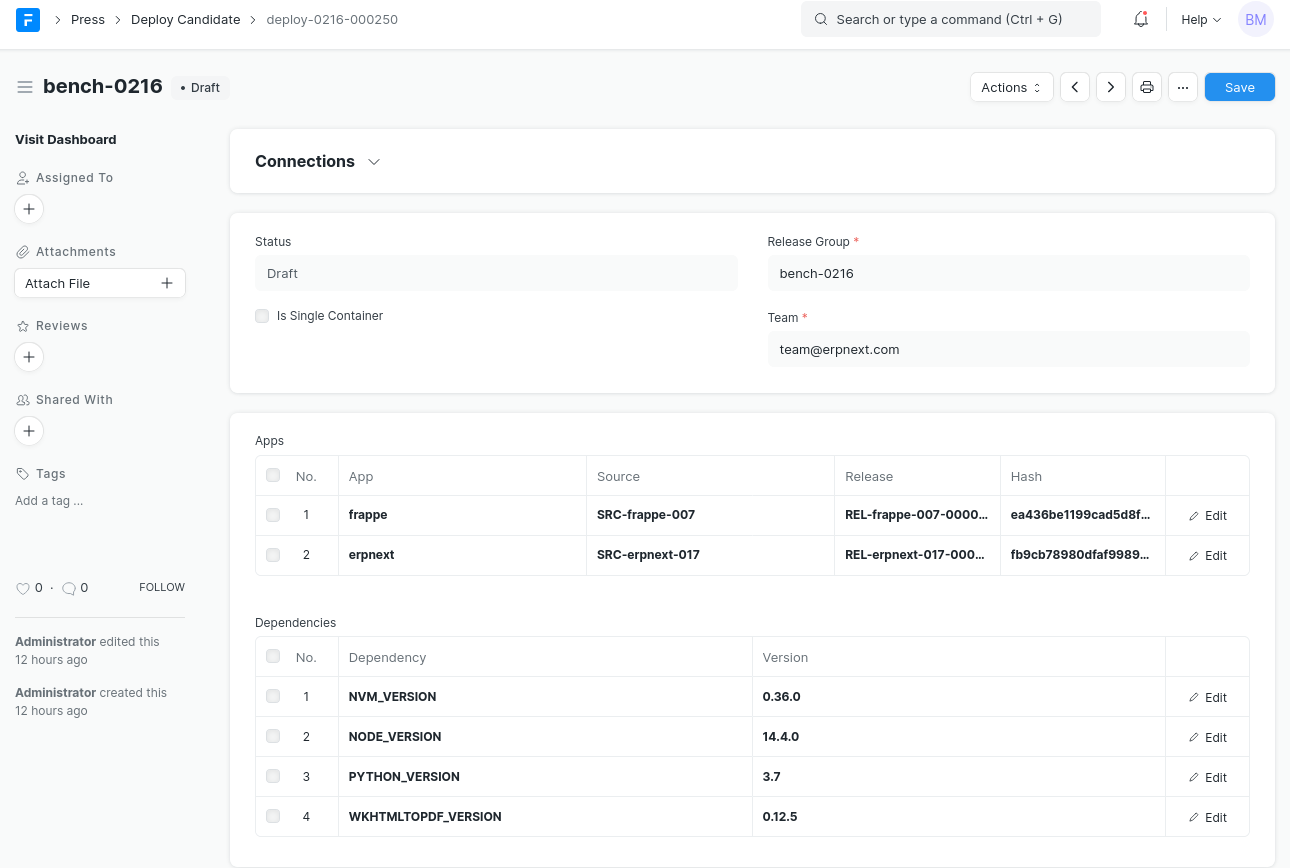 Press > Deploy Candidate > deploy-0216-000250
Search or type a command (Ctrl + G)
Help
BM
bench-0216
• Draft
Actions
...
Save
Visit Dashboard
Assigned To
Attachments
Attach File
Reviews
Shared With
Tags
Add a tag ...
0 · 0 FOLLOW
Administrator edited this
12 hours ago
Administrator created this
12 hours ago
Connections
Status
Draft
Is Single Container
Release Group *
bench-0216
Team *
team@erpnext.com
Apps
No. App Source Release Hash
1 frappe SRC-frappe-007 REL-frappe-007-0000... ea436be1199cad5d8f... Edit
2 erpnext SRC-erpnext-017 REL-erpnext-017-000... fb9cb78980dfaf9989... Edit
Dependencies
No. Dependency Version
1 NVM_VERSION 0.36.0 Edit
2 NODE_VERSION 14.4.0 Edit
3 PYTHON_VERSION 3.7 Edit
4 WKHTMLTOPDF_VERSION 0.12.5 Edit